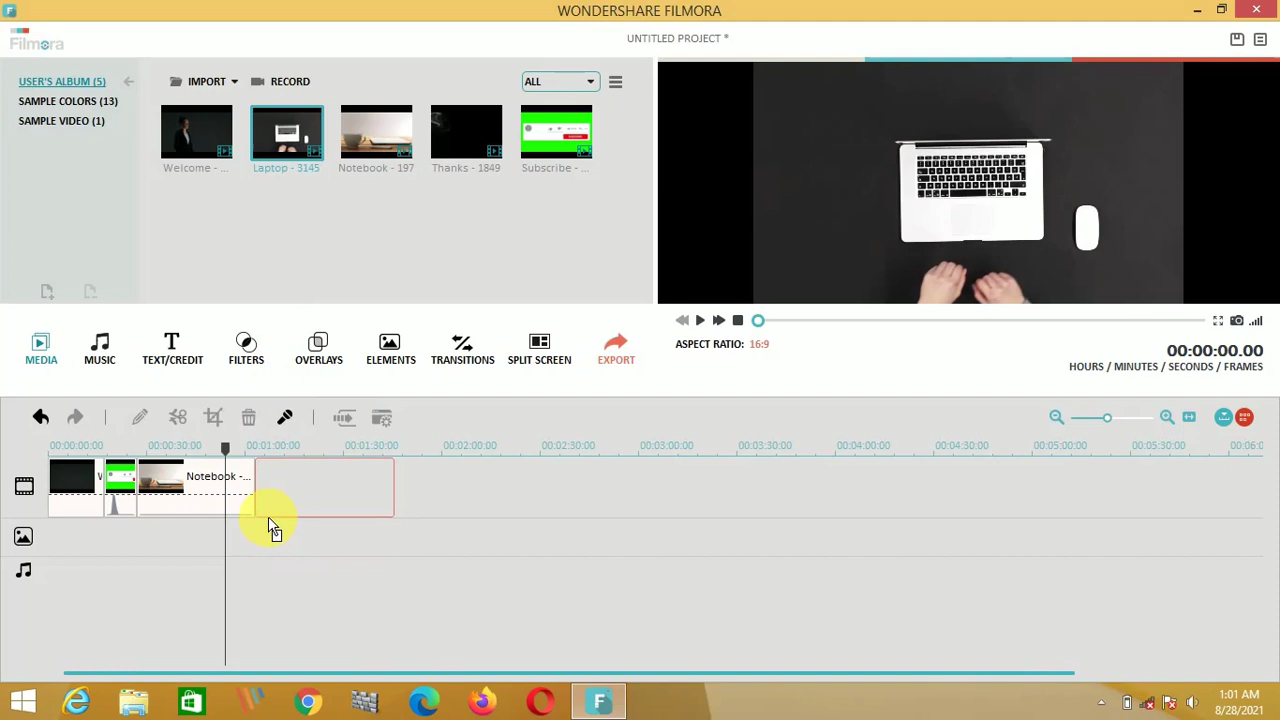 WONDERSHARE FILMORA
Filmora
UNTITLED PROJECT *
USER'S ALBUM (5)
SAMPLE COLORS (13)
SAMPLE VIDEO (1)
IMPORT
RECORD
ALL
Welcome - ...
Laptop - 3145
Notebook - 197
Thanks - 1849
Subscribe - ...
MEDIA
MUSIC
TEXT/CREDIT
FILTERS
OVERLAYS
ELEMENTS
TRANSITIONS
SPLIT SCREEN
EXPORT
ASPECT RATIO: 16:9
00:00:00.00
HOURS / MINUTES / SECONDS / FRAMES
00:00:00:00
00:00:30:00
00:01:00:00
00:01:30:00
00:02:00:00
00:02:30:00
00:03:00:00
00:03:30:00
00:04:00:00
00:04:30:00
00:05:00:00
00:05:30:00
00:06:0
Notebook -...
1:01 AM
8/28/2021